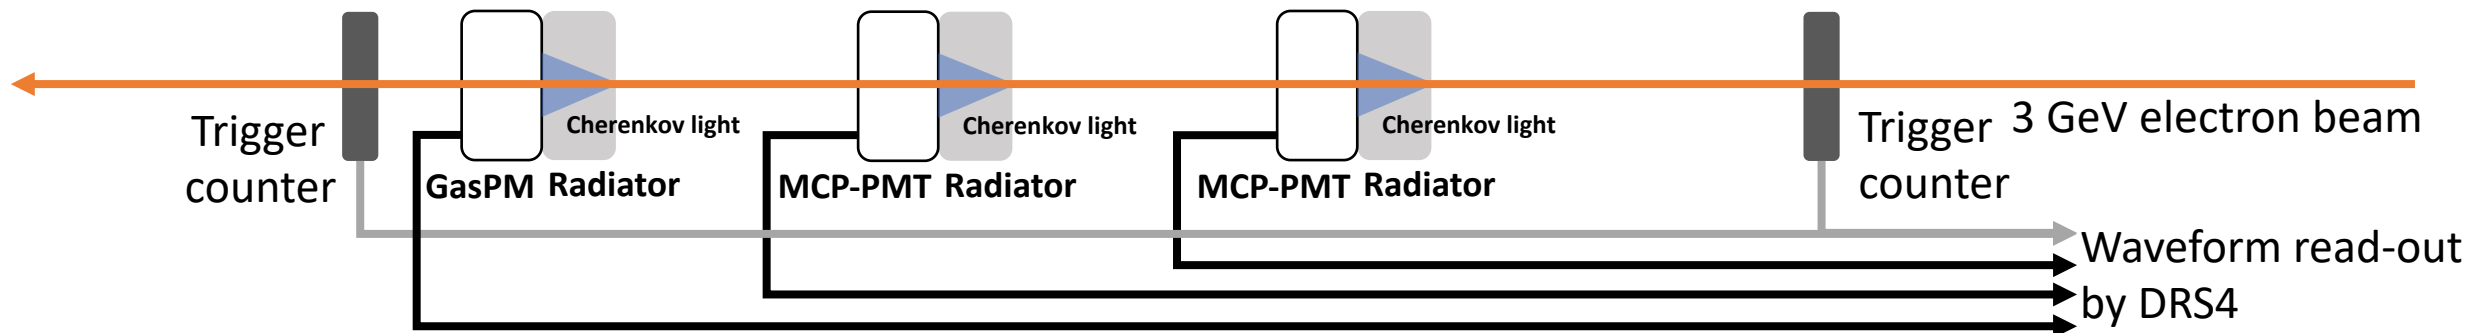 Cherenkov light
Cherenkov light
Cherenkov light
3 GeV electron beam
Trigger
counter
Trigger
counter
GasPM Radiator
MCP-PMT Radiator
MCP-PMT Radiator
Waveform read-out
by DRS4